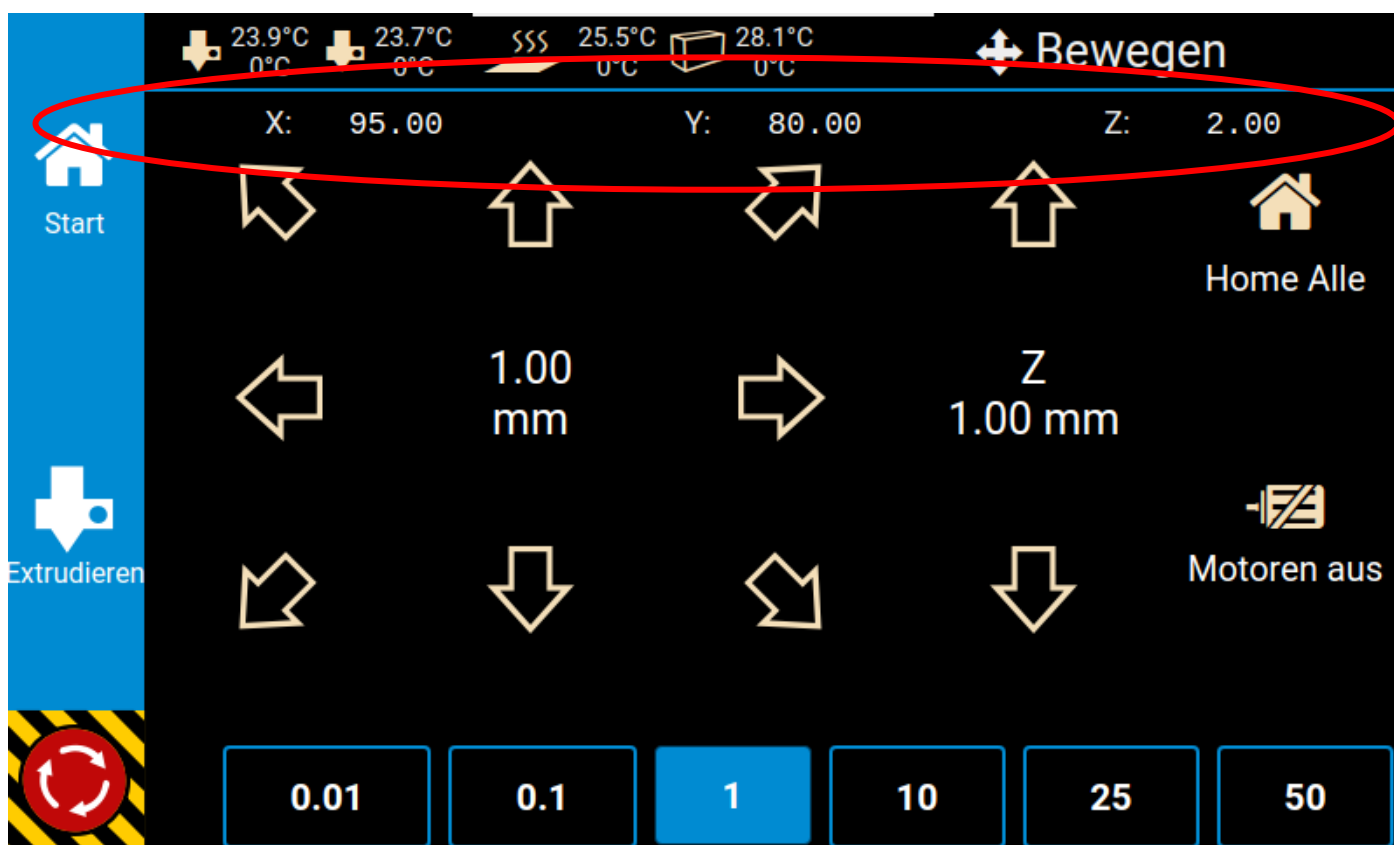 23.9°C 23.7°C 25.5°C 28.1°C Bewegen
0°C 0°C 0°C 0°C
X: 95.00 Y: 80.00 Z: 2.00
Start
Home Alle
1.00 Z
mm 1.00 mm
Extrudieren
Motoren aus
0.01 0.1 1 10 25 50